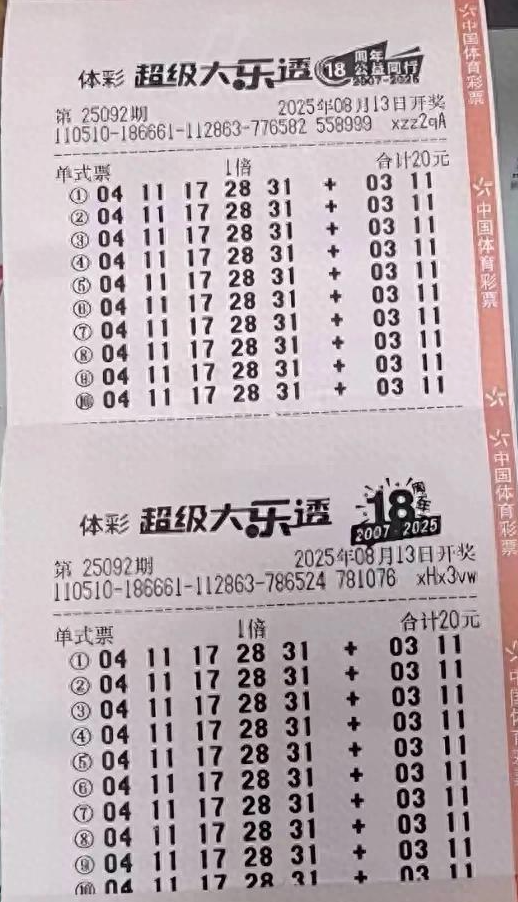 体彩 超级大乐透 18 周年 公益同行 2007-2025
第 25092期 2025年08月13日开奖
110510-186661-112863-776582 558999 xzz2qA
单式票 1倍 合计20元
① 04 11 17 28 31 + 03 11
② 04 11 17 28 31 + 03 11
③ 04 11 17 28 31 + 03 11
④ 04 11 17 28 31 + 03 11
⑤ 04 11 17 28 31 + 03 11
⑥ 04 11 17 28 31 + 03 11
⑦ 04 11 17 28 31 + 03 11
⑧ 04 11 17 28 31 + 03 11
⑨ 04 11 17 28 31 + 03 11
⑩ 04 11 17 28 31 + 03 11
体彩 超级大乐透 18 周年 2007-2025
第 25092期 2025年08月13日开奖
110510-186661-112863-786524 781076 xHx3vw
单式票 1倍 合计20元
① 04 11 17 28 31 + 03 11
② 04 11 17 28 31 + 03 11
③ 04 11 17 28 31 + 03 11
④ 04 11 17 28 31 + 03 11
⑤ 04 11 17 28 31 + 03 11
⑥ 04 11 17 28 31 + 03 11
⑦ 04 11 17 28 31 + 03 11
⑧ 04 11 17 28 31 + 03 11
⑨ 04 11 17 28 31 + 03 11
⑩ 04 11 17 28 31 + 03 11
中国体育彩票
中国体育彩票
中国体育彩票
中国体育